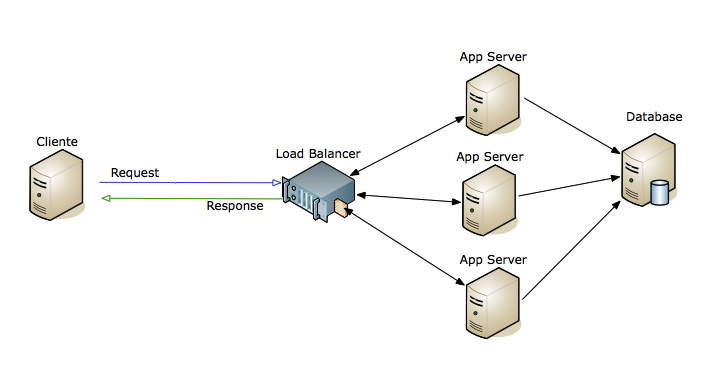 Cliente
Request
Response
Load Balancer
App Server
App Server
App Server
Database